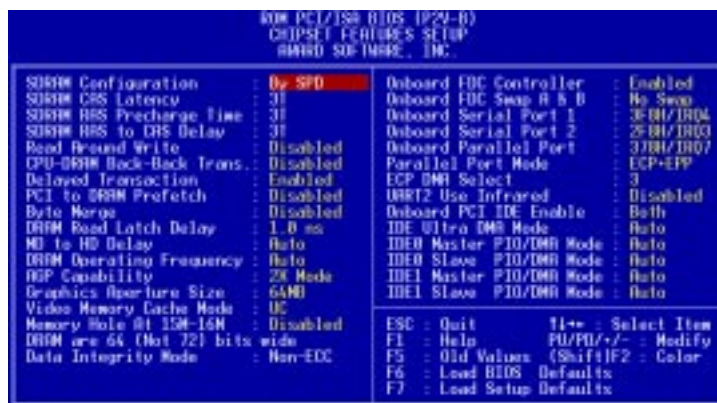 ROM PCI/ISA BIOS (P2V-B)
CHIPSET FEATURES SETUP
AWARD SOFTWARE, INC.
SDRAM Configuration : By SPD
SDRAM CAS Latency : 3T
SDRAM RAS Precharge Time : 3T
SDRAM RAS to CAS Delay : 3T
Read Around Write : Disabled
CPU-DRAM Back-Back Trans.: Disabled
Delayed Transaction : Enabled
PCI to DRAM Prefetch : Disabled
Byte Merge : Disabled
DRAM Read Latch Delay : 1.0 ns
MD to HD Delay : Auto
DRAM Operating Frequency : Auto
AGP Capability : 2X Mode
Graphics Aperture Size : 64MB
Video Memory Cache Mode : UC
Memory Hole At 15M-16M : Disabled
DRAM are 64 (Not 72) bits wide
Data Integrity Mode : Non-ECC
Onboard FDC Controller : Enabled
Onboard FDC Swap A & B : No Swap
Onboard Serial Port 1 : 3F8H/IRQ4
Onboard Serial Port 2 : 2F8H/IRQ3
Onboard Parallel Port : 378H/IRQ7
Parallel Port Mode : ECP+EPP
ECP DMA Select : 3
UART2 Use Infrared : Disabled
Onboard PCI IDE Enable : Both
IDE Ultra DMA Mode : Auto
IDE0 Master PIO/DMA Mode : Auto
IDE0 Slave PIO/DMA Mode : Auto
IDE1 Master PIO/DMA Mode : Auto
IDE1 Slave PIO/DMA Mode : Auto
ESC : Quit ↑↓→← : Select Item
F1 : Help PU/PD/+/- : Modify
F5 : Old Values (Shift)F2 : Color
F6 : Load BIOS Defaults
F7 : Load Setup Defaults